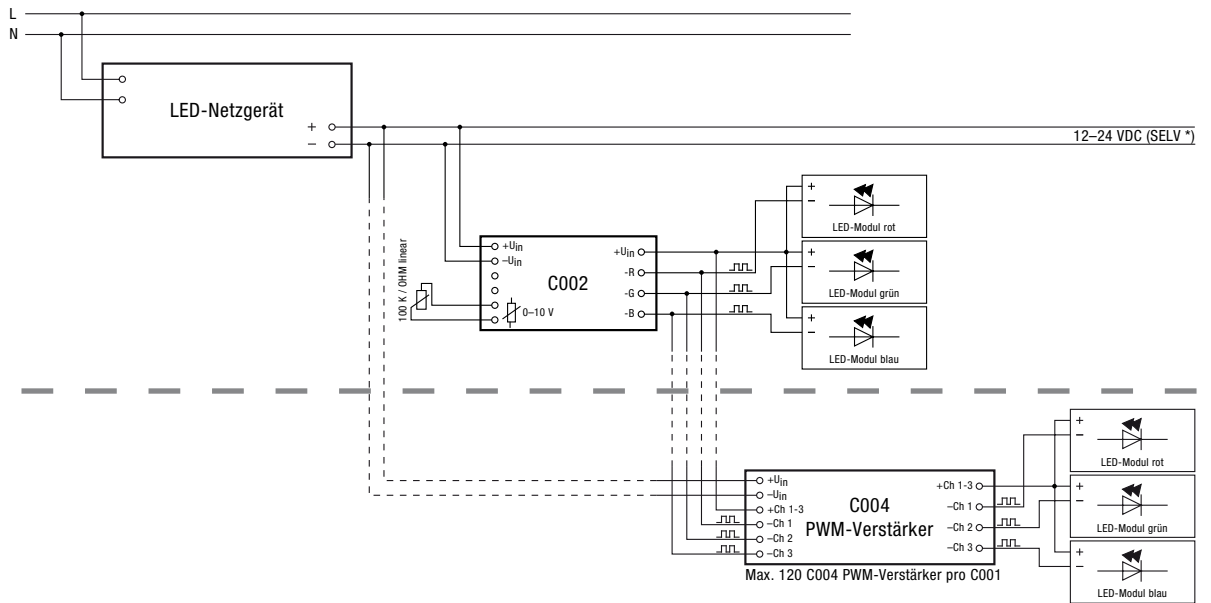 L
N
LED-Netzgerät
+
–
12–24 VDC (SELV *)
100 K / OHM linear
+Uin
–Uin
0–10 V
C002
+Uin
-R
-G
-B
+
–
LED-Modul rot
+
–
LED-Modul grün
+
–
LED-Modul blau
+Uin
–Uin
+Ch 1-3
–Ch 1
–Ch 2
–Ch 3
C004
PWM-Verstärker
+Ch 1-3
–Ch 1
–Ch 2
–Ch 3
+
–
LED-Modul rot
+
–
LED-Modul grün
+
–
LED-Modul blau
Max. 120 C004 PWM-Verstärker pro C001